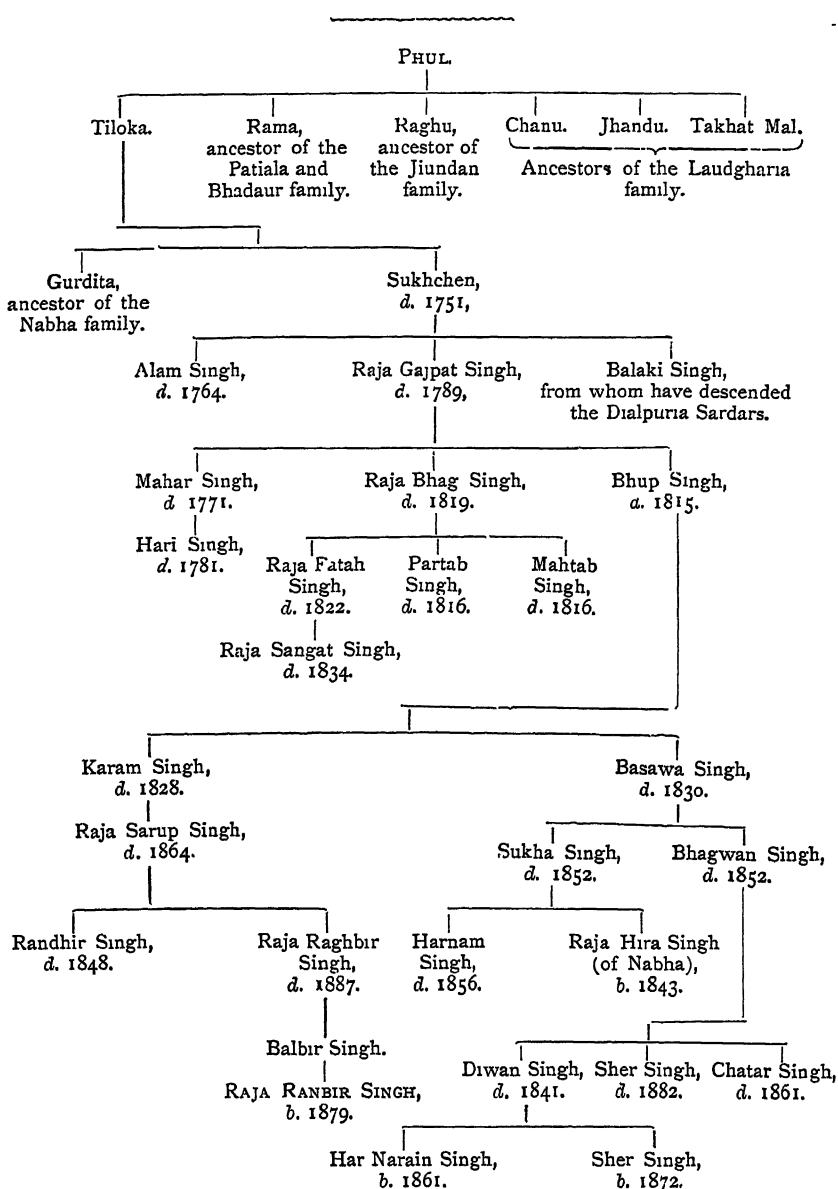 PHUL.
Tiloka.
Rama,
ancestor of the
Patiala and
Bhadaur family.
Raghu,
ancestor of
the Jiundan
family.
Chanu. Jhandu. Takhat Mal.
Ancestors of the Laudgharia
family.
Gurdita,
ancestor of the
Nabha family.
Sukhchen,
d. 1751,
Alam Singh,
d. 1764.
Raja Gajpat Singh,
d. 1789,
Balaki Singh,
from whom have descended
the Dialpuria Sardars.
Mahar Singh,
d 1771.
Raja Bhag Singh,
d. 1819.
Bhup Singh,
a. 1815.
Hari Singh,
d. 1781.
Raja Fatah
Singh,
d. 1822.
Partab
Singh,
d. 1816.
Mahtab
Singh,
d. 1816.
Raja Sangat Singh,
d. 1834.
Karam Singh,
d. 1828.
Basawa Singh,
d. 1830.
Raja Sarup Singh,
d. 1864.
Sukha Singh,
d. 1852.
Bhagwan Singh,
d. 1852.
Randhir Singh,
d. 1848.
Raja Raghbir
Singh,
d. 1887.
Harnam
Singh,
d. 1856.
Raja Hira Singh
(of Nabha),
b. 1843.
Balbir Singh.
RAJA RANBIR SINGH,
b. 1879.
Diwan Singh,
d. 1841.
Sher Singh,
d. 1882.
Chatar Singh,
d. 1861.
Har Narain Singh,
b. 1861.
Sher Singh,
b. 1872.